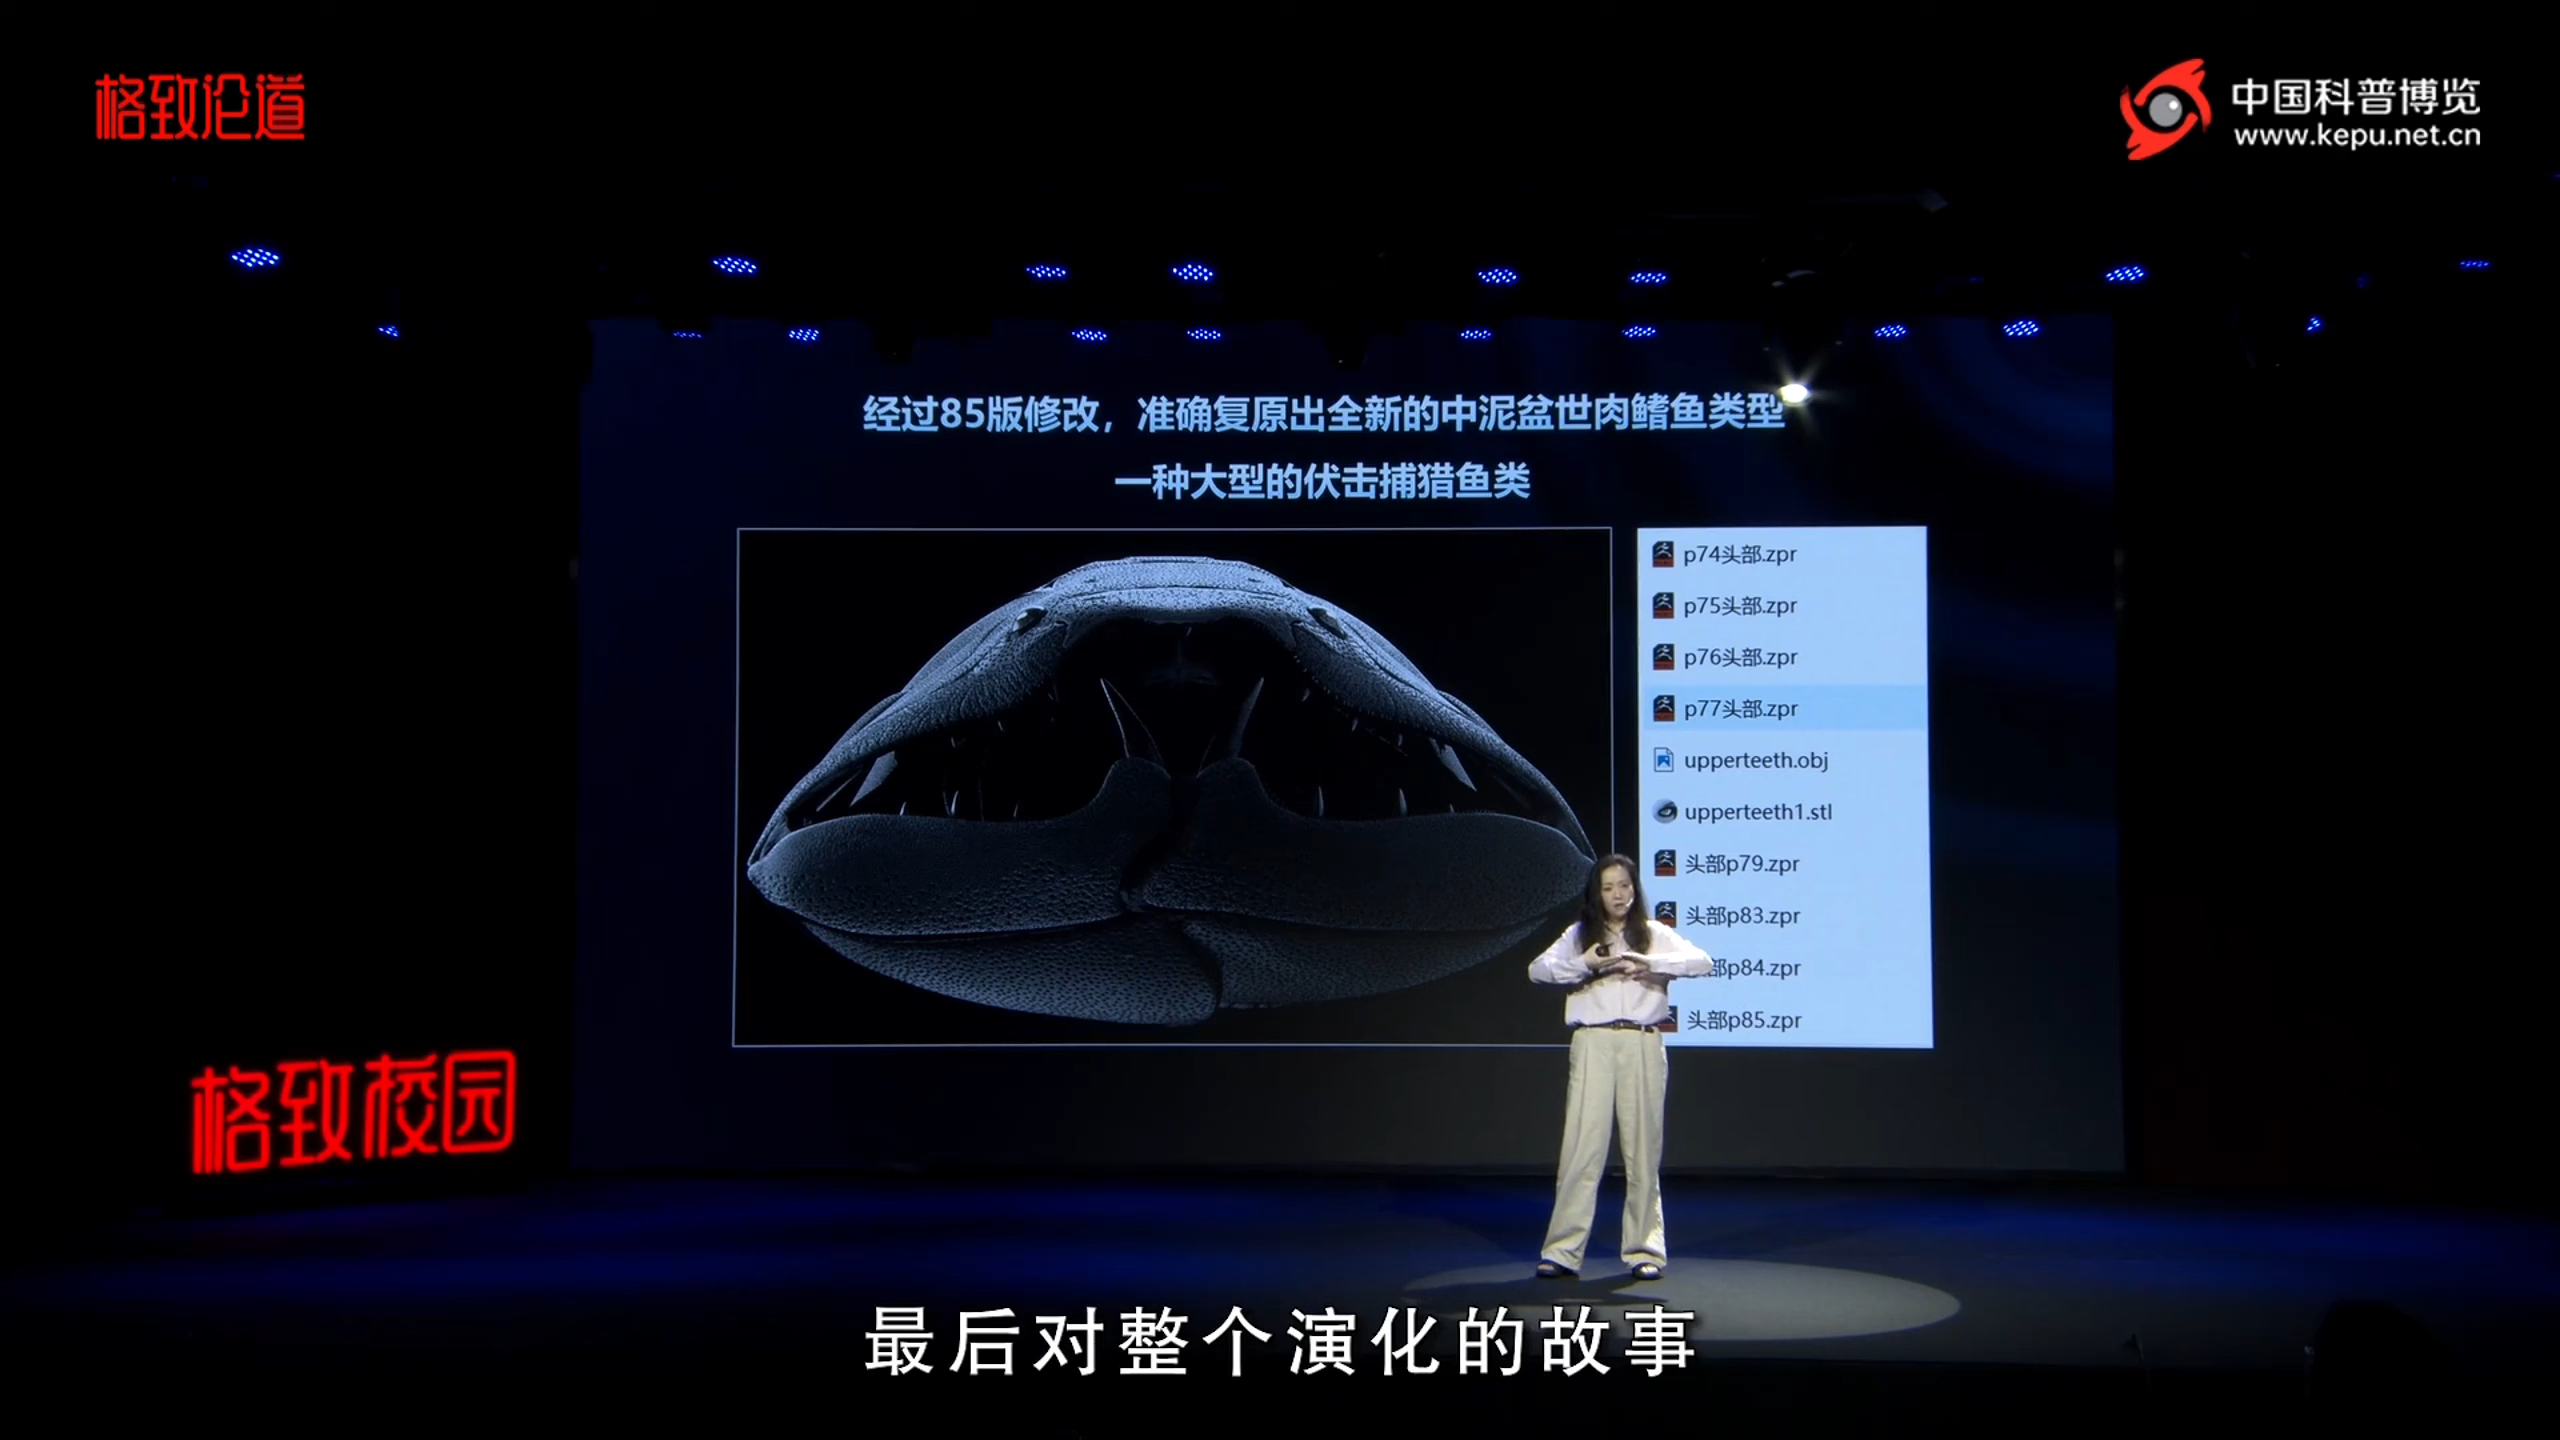 格致论道
中国科普博览
www.kepu.net.cn
经过85版修改，准确复原出全新的中泥盆世肉鳍鱼类型
一种大型的伏击捕猎鱼类
p74头部.zpr
p75头部.zpr
p76头部.zpr
p77头部.zpr
upperteeth.obj
upperteeth1.stl
头部p79.zpr
头部p83.zpr
部p84.zpr
头部p85.zpr
格致校园
最后对整个演化的故事